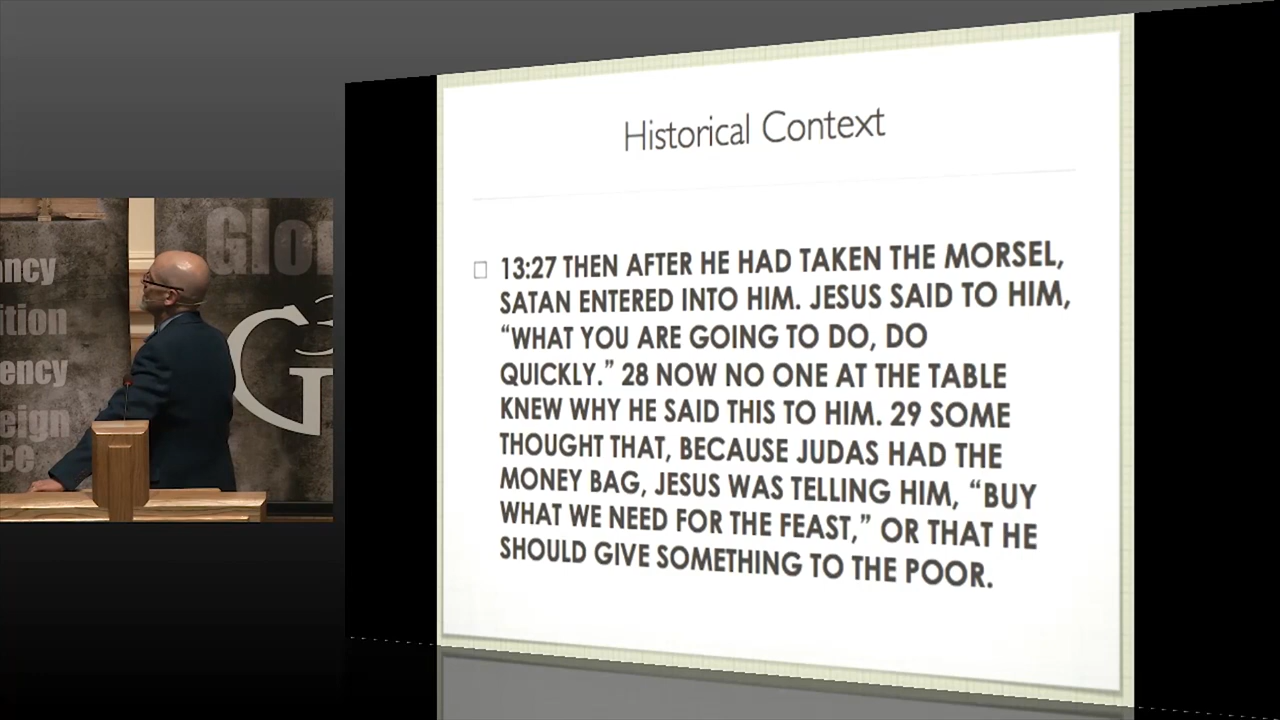 Historical Context
13:27 THEN AFTER HE HAD TAKEN THE MORSEL,
SATAN ENTERED INTO HIM. JESUS SAID TO HIM,
“WHAT YOU ARE GOING TO DO, DO
QUICKLY.” 28 NOW NO ONE AT THE TABLE
KNEW WHY HE SAID THIS TO HIM. 29 SOME
THOUGHT THAT, BECAUSE JUDAS HAD THE
MONEY BAG, JESUS WAS TELLING HIM, “BUY
WHAT WE NEED FOR THE FEAST,” OR THAT HE
SHOULD GIVE SOMETHING TO THE POOR.
Glor
ancy
ition
ency
eign
ce
G